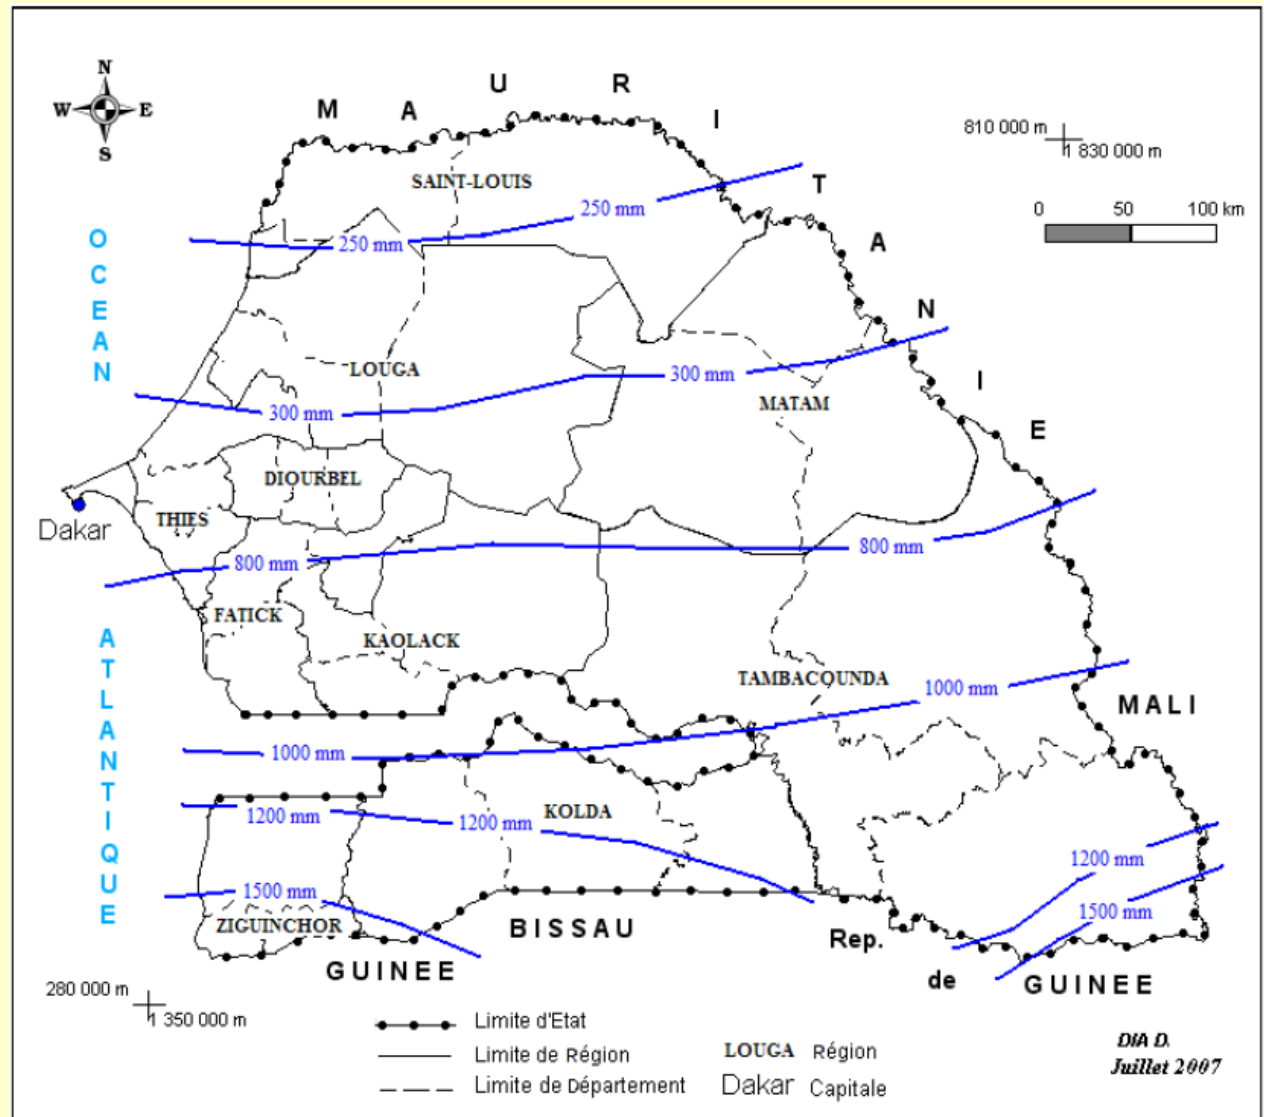 N
W E
S
M A U R I T A N I E
810 000 m
1 830 000 m
0 50 100 km
OCEAN
ATLANTIQUE
SAINT-LOUIS
250 mm
250 mm
LOUGA
300 mm
300 mm
MATAM
DIOURBEL
THIES
Dakar
800 mm
800 mm
FATICK
KAOLACK
TAMBACOUNDA
1000 mm
1000 mm
MALI
KOLDA
1200 mm
1200 mm
1200 mm
1500 mm
1500 mm
ZIGUINCHOR
GUINEE
BISSAU
Rep.
de
GUINEE
280 000 m
1 350 000 m
Limite d'Etat
Limite de Région
Limite de Département
LOUGA Région
Dakar Capitale
DIA D.
Juillet 2007